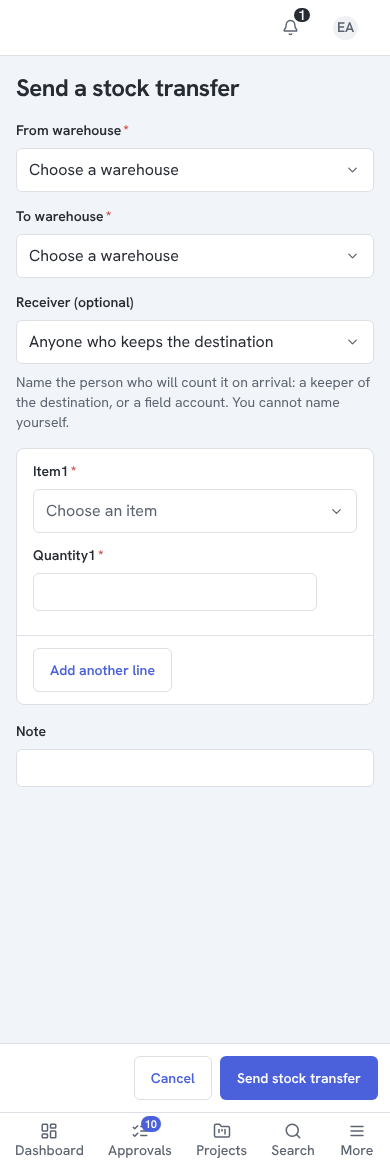 1
EA
Send a stock transfer
From warehouse *
Choose a warehouse
To warehouse *
Choose a warehouse
Receiver (optional)
Anyone who keeps the destination
Name the person who will count it on arrival: a keeper of
the destination, or a field account. You cannot name
yourself.
Item1 *
Choose an item
Quantity1 *
Add another line
Note
Cancel
Send stock transfer
10
Dashboard
Approvals
Projects
Search
More